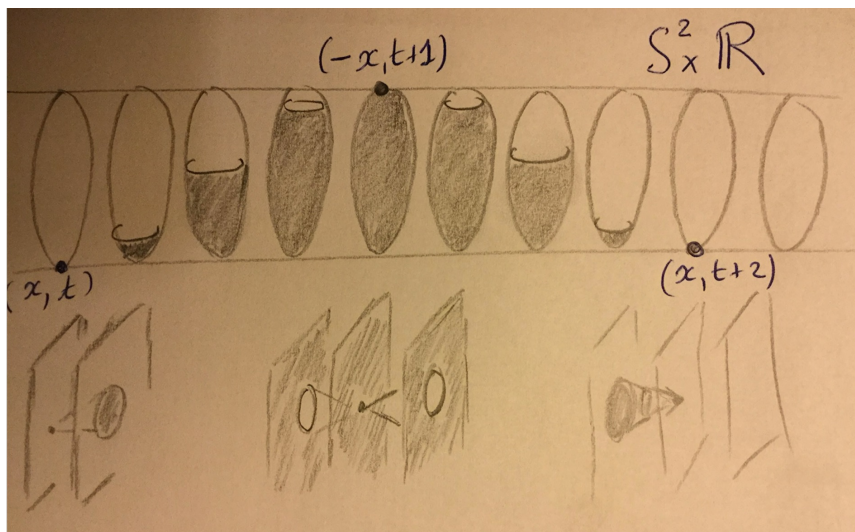 (-x,t+1)
S² x ℝ
(x,t)
(x,t+2)